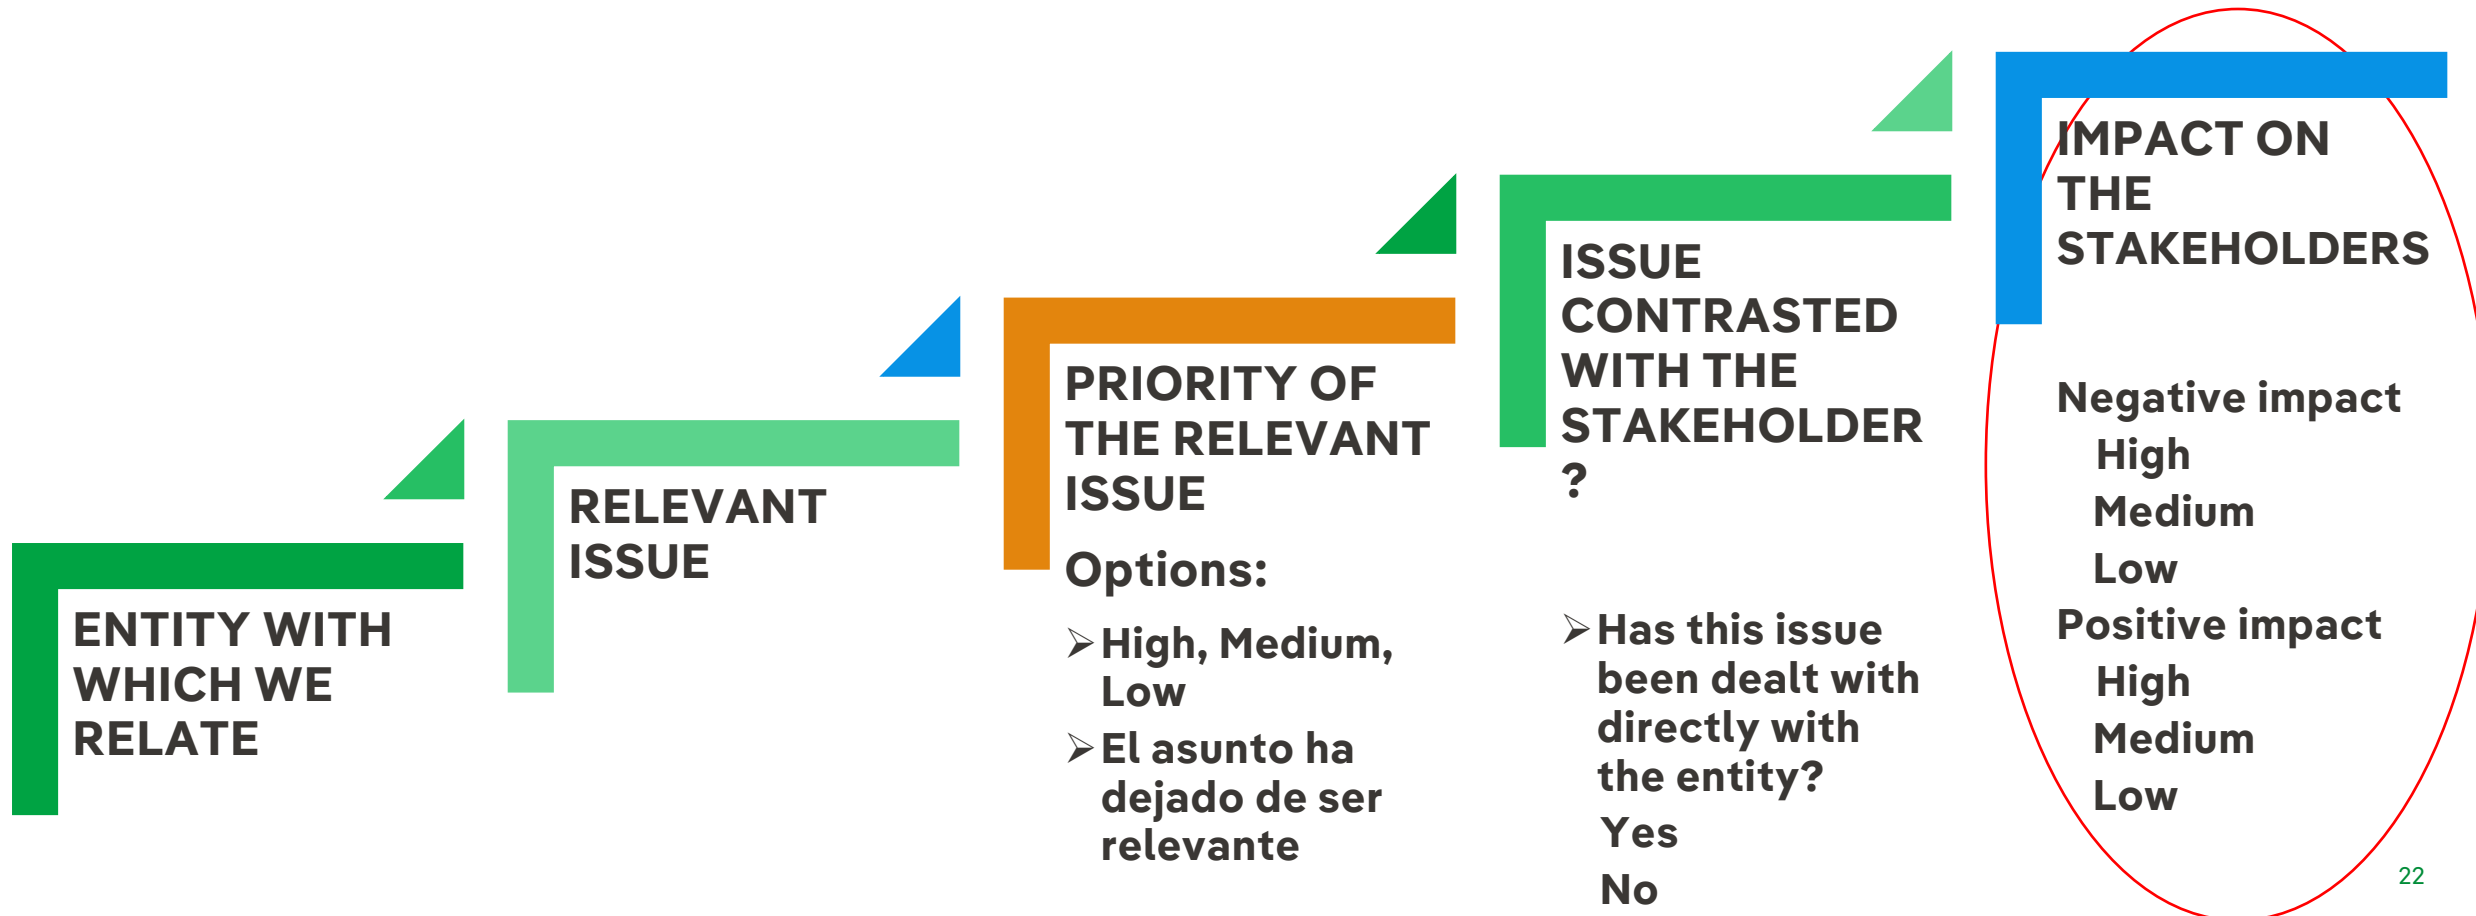 ENTITY WITH
WHICH WE
RELATE
RELEVANT
ISSUE
PRIORITY OF
THE RELEVANT
ISSUE
Options:
➢High, Medium,
Low
➢El asunto ha
dejado de ser
relevante
ISSUE
CONTRASTED
WITH THE
STAKEHOLDER
?
➢Has this issue
been dealt with
directly with
the entity?
Yes
No
IMPACT ON
THE
STAKEHOLDERS
Negative impact
High
Medium
Low
Positive impact
High
Medium
Low
22